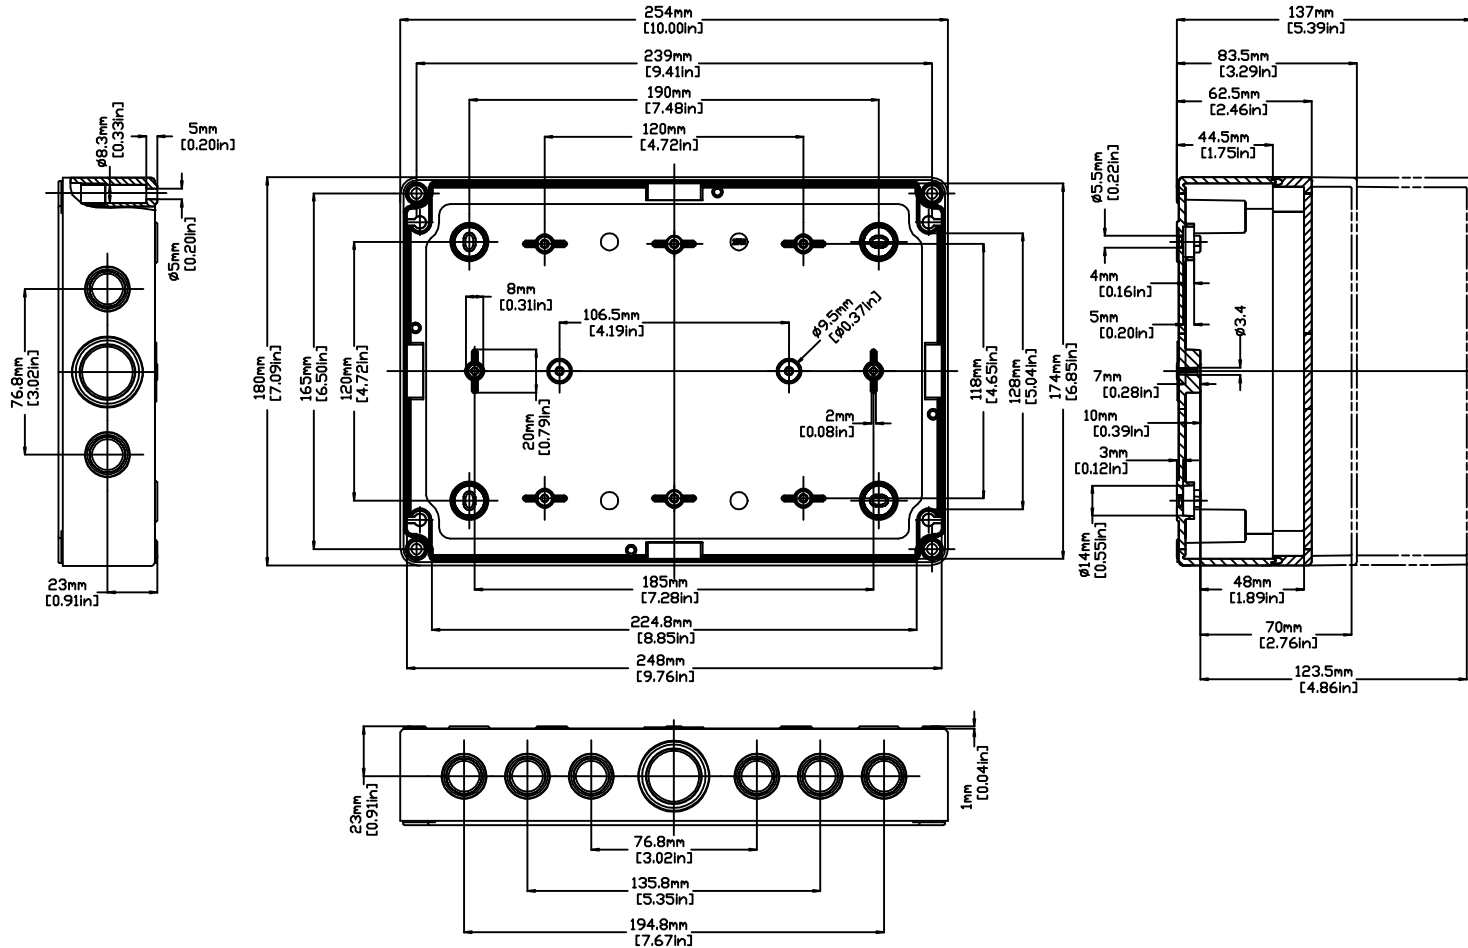 254mm
[10.00in]
239mm
[9.41in]
190mm
[7.48in]
120mm
[4.72in]
137mm
[5.39in]
83.5mm
[3.29in]
62.5mm
[2.46in]
44.5mm
[1.75in]
ø8.3mm
[0.33in]
5mm
[0.20in]
ø5mm
[0.20in]
76.8mm
[3.02in]
23mm
[0.91in]
180mm
[7.09in]
165mm
[6.50in]
120mm
[4.72in]
8mm
[0.31in]
106.5mm
[4.19in]
ø9.5mm
[ø0.37in]
20mm
[0.79in]
2mm
[0.08in]
118mm
[4.65in]
128mm
[5.04in]
174mm
[6.85in]
185mm
[7.28in]
224.8mm
[8.85in]
248mm
[9.76in]
ø5.5mm
[0.22in]
4mm
[0.16in]
5mm
[0.20in]
ø3.4
7mm
[0.28in]
10mm
[0.39in]
3mm
[0.12in]
ø14mm
[0.55in]
48mm
[1.89in]
70mm
[2.76in]
123.5mm
[4.86in]
23mm
[0.91in]
1mm
[0.04in]
76.8mm
[3.02in]
135.8mm
[5.35in]
194.8mm
[7.67in]